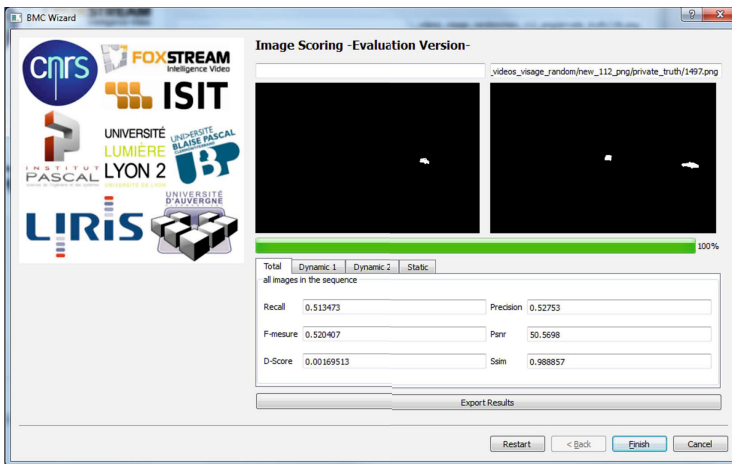 BMC Wizard
cnrs
FOXSTREAM
Intelligence Video
ISIT
INSTITUT
PASCAL
UNIVERSITÉ
LUMIÈRE
LYON 2
UNIVERSITÉ DE LYON
UNIVERSITÉ
BLAISE PASCAL
UBP
LIRIS
UNIVERSITÉ
D'AUVERGNE
Image Scoring -Evaluation Version-
_videos_visage_random/new_112_png/private_truth/1497.png
100%
Total Dynamic 1 Dynamic 2 Static
all images in the sequence
Recall 0.513473 Precision 0.52753
F-mesure 0.520407 Psnr 50.5698
D-Score 0.00169513 Ssim 0.988857
Export Results
Restart < Back Finish Cancel